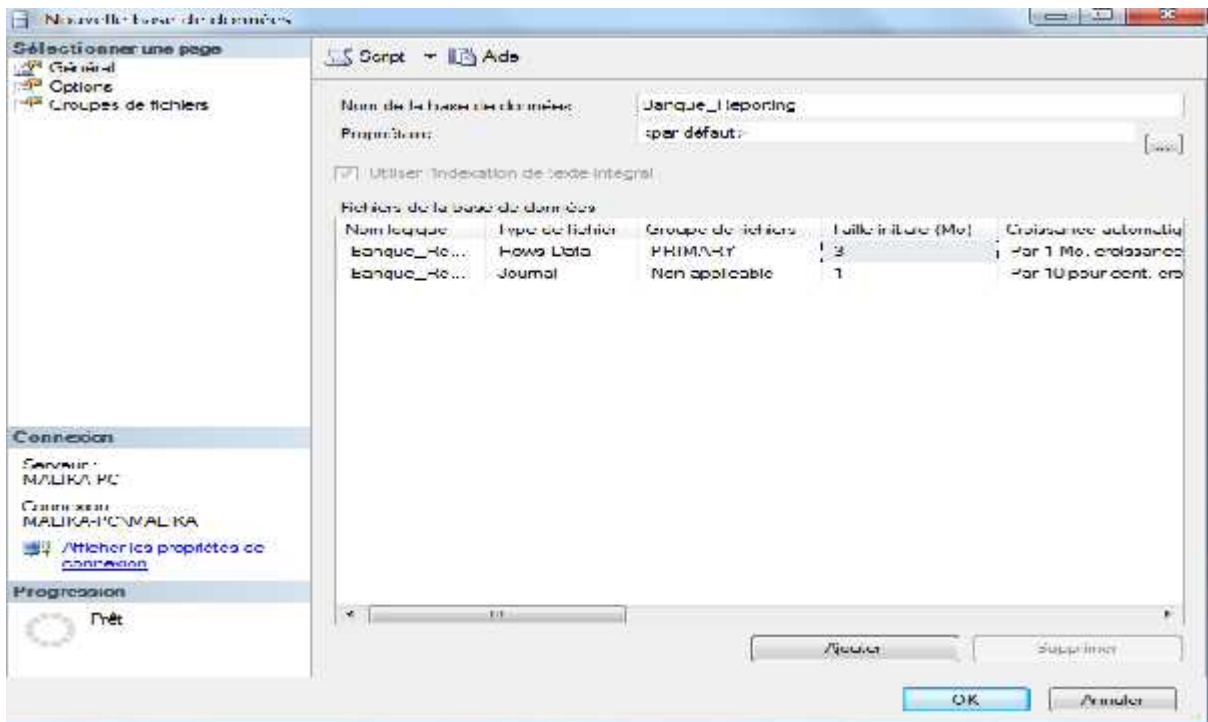 Nouvelle base de données
Sélectionner une page
Général
Options
Groupes de fichiers
Script Aide
Nom de la base de données
Banque_Reporting
Propriétaire
<par défaut>
Utiliser l'indexation de texte intégral
Fichiers de la base de données
Nom logique Type de fichier Groupe de fichiers Taille initiale (Mo) Croissance automatiq
Banque_Re... Rows Data PRIMARY 3 Par 1 Mo, croissance
Banque_Re... Journal Non applicable 1 Par 10 pour cent, cro
Connexion
Serveur :
MALIKA-PC
Connexion
MALIKA-PC\MALIKA
Afficher les propriétés de
connexion
Progression
Prêt
Ajouter Supprimer
OK Annuler